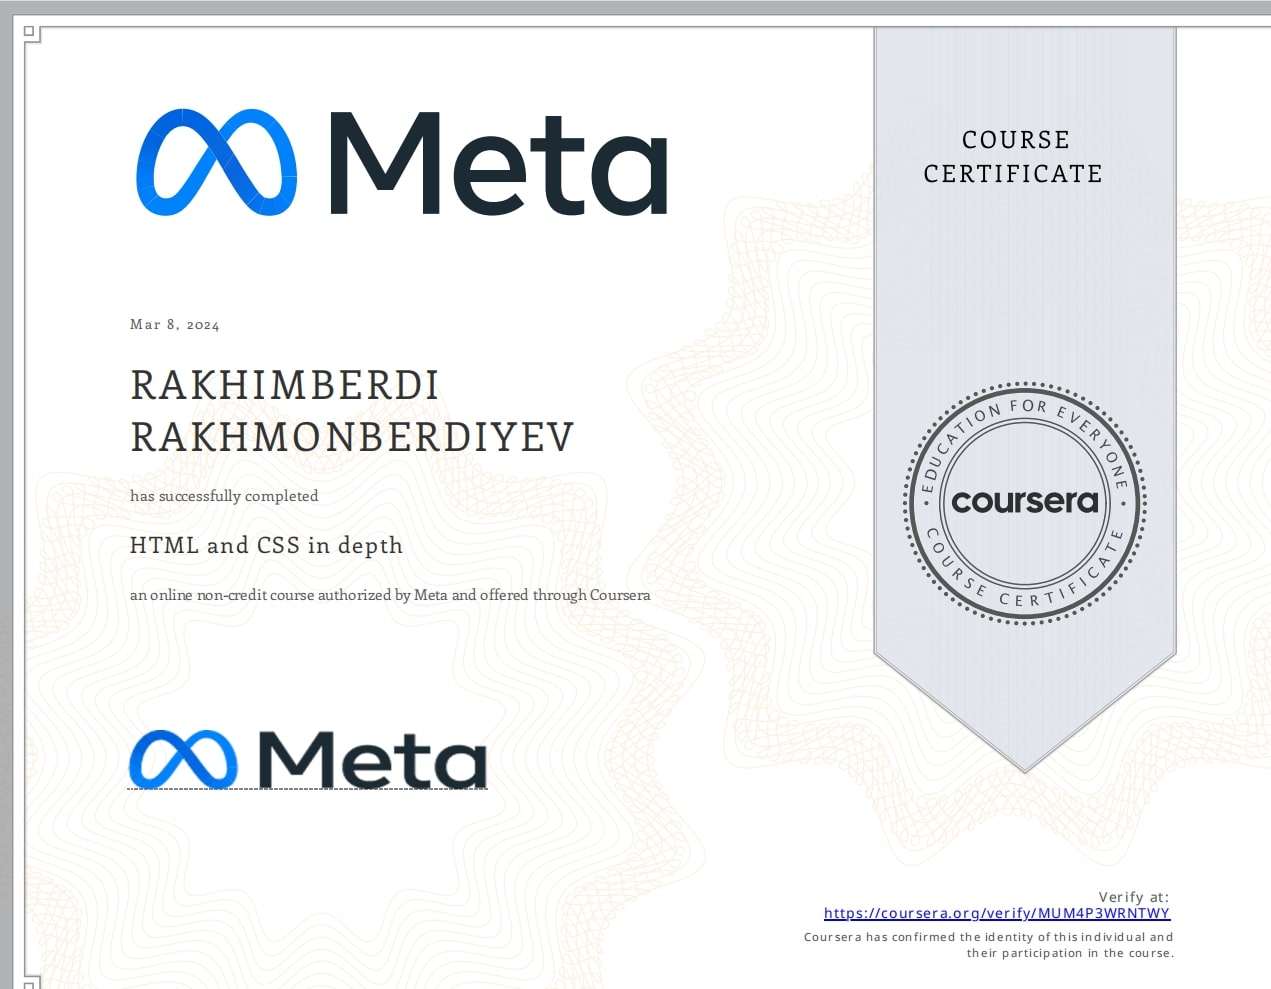 Meta
COURSE
CERTIFICATE
Mar 8, 2024
RAKHIMBERDI
RAKHMONBERDIYEV
has successfully completed
HTML and CSS in depth
an online non-credit course authorized by Meta and offered through Coursera
EDUCATION FOR EVERYONE
coursera
COURSE CERTIFICATE
Meta
Verify at:
https://coursera.org/verify/MUM4P3WRNTWY
Coursera has confirmed the identity of this individual and
their participation in the course.